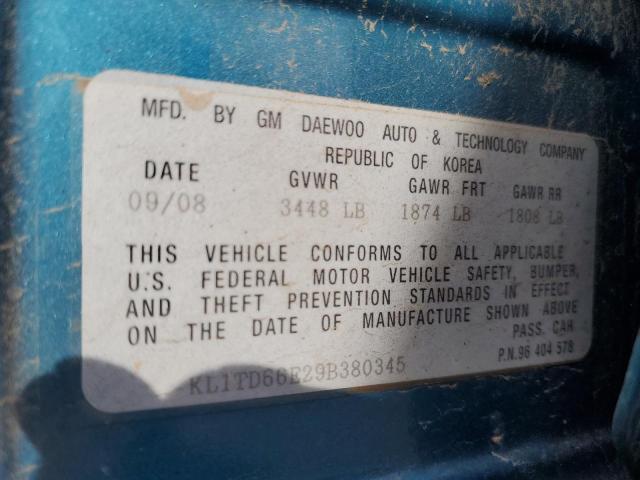 MFD. BY GM DAEWOO AUTO & TECHNOLOGY COMPANY
REPUBLIC OF KOREA
DATE GVWR GAWR FRT GAWR RR
09/08 3448 LB 1874 LB 1808 LB
THIS VEHICLE CONFORMS TO ALL APPLICABLE
U.S. FEDERAL MOTOR VEHICLE SAFETY, BUMPER,
AND THEFT PREVENTION STANDARDS IN EFFECT
ON THE DATE OF MANUFACTURE SHOWN ABOVE
PASS. CAR
KL1TD66E29B380345 P.N.96 404 578